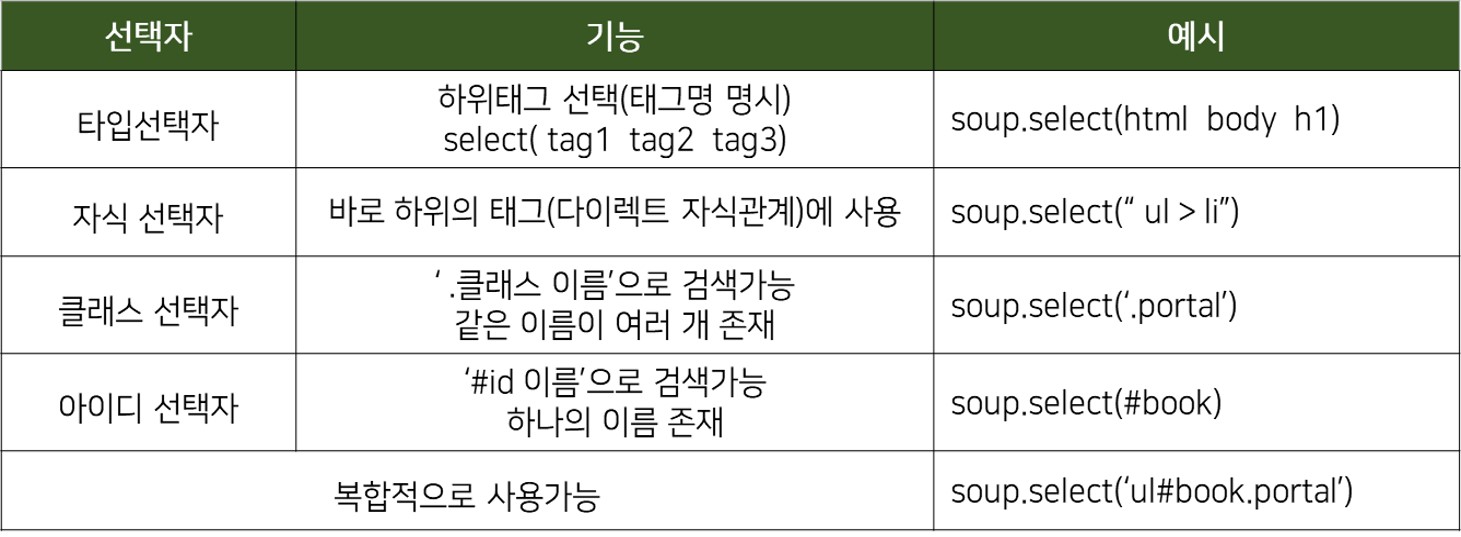 선택자 기능 예시
타입선택자
하위태그 선택(태그명 명시)
select( tag1 tag2 tag3)
soup.select(html body h1)
자식 선택자
바로 하위의 태그(다이렉트 자식관계)에 사용
soup.select(“ ul > li”)
클래스 선택자
‘ .클래스 이름’으로 검색가능
같은 이름이 여러 개 존재
soup.select(‘.portal’)
아이디 선택자
‘#id 이름’으로 검색가능
하나의 이름 존재
soup.select(#book)
복합적으로 사용가능
soup.select(‘ul#book.portal’)